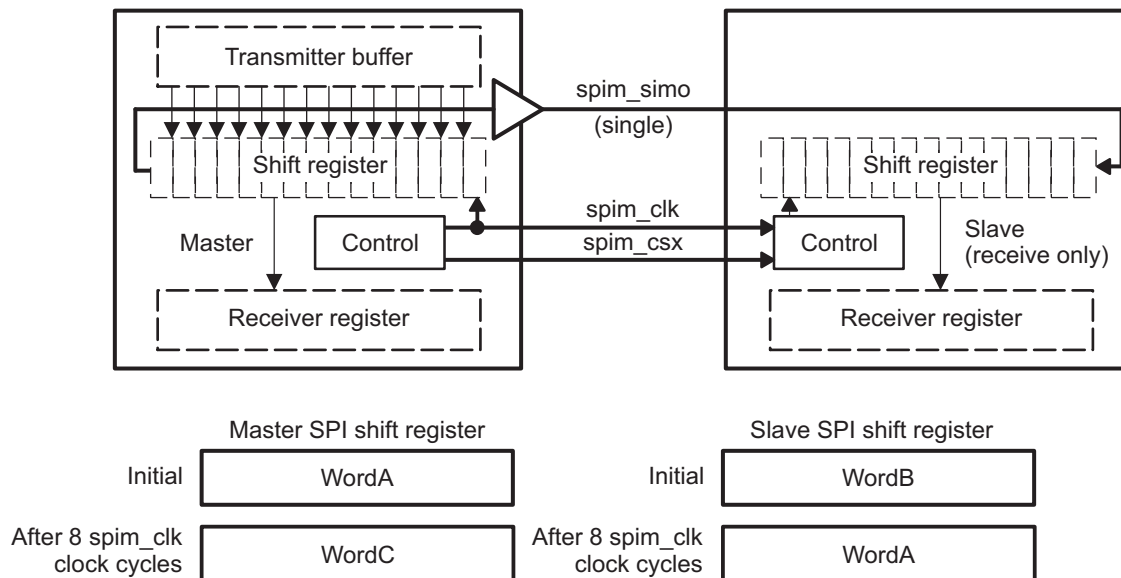 Transmitter buffer
spim_simo
(single)
Shift register
Shift register
spim_clk
Master
Control
spim_csx
Control
Slave
(receive only)
Receiver register
Receiver register
Master SPI shift register
Slave SPI shift register
Initial
WordA
Initial
WordB
After 8 spim_clk
clock cycles
WordC
After 8 spim_clk
clock cycles
WordA